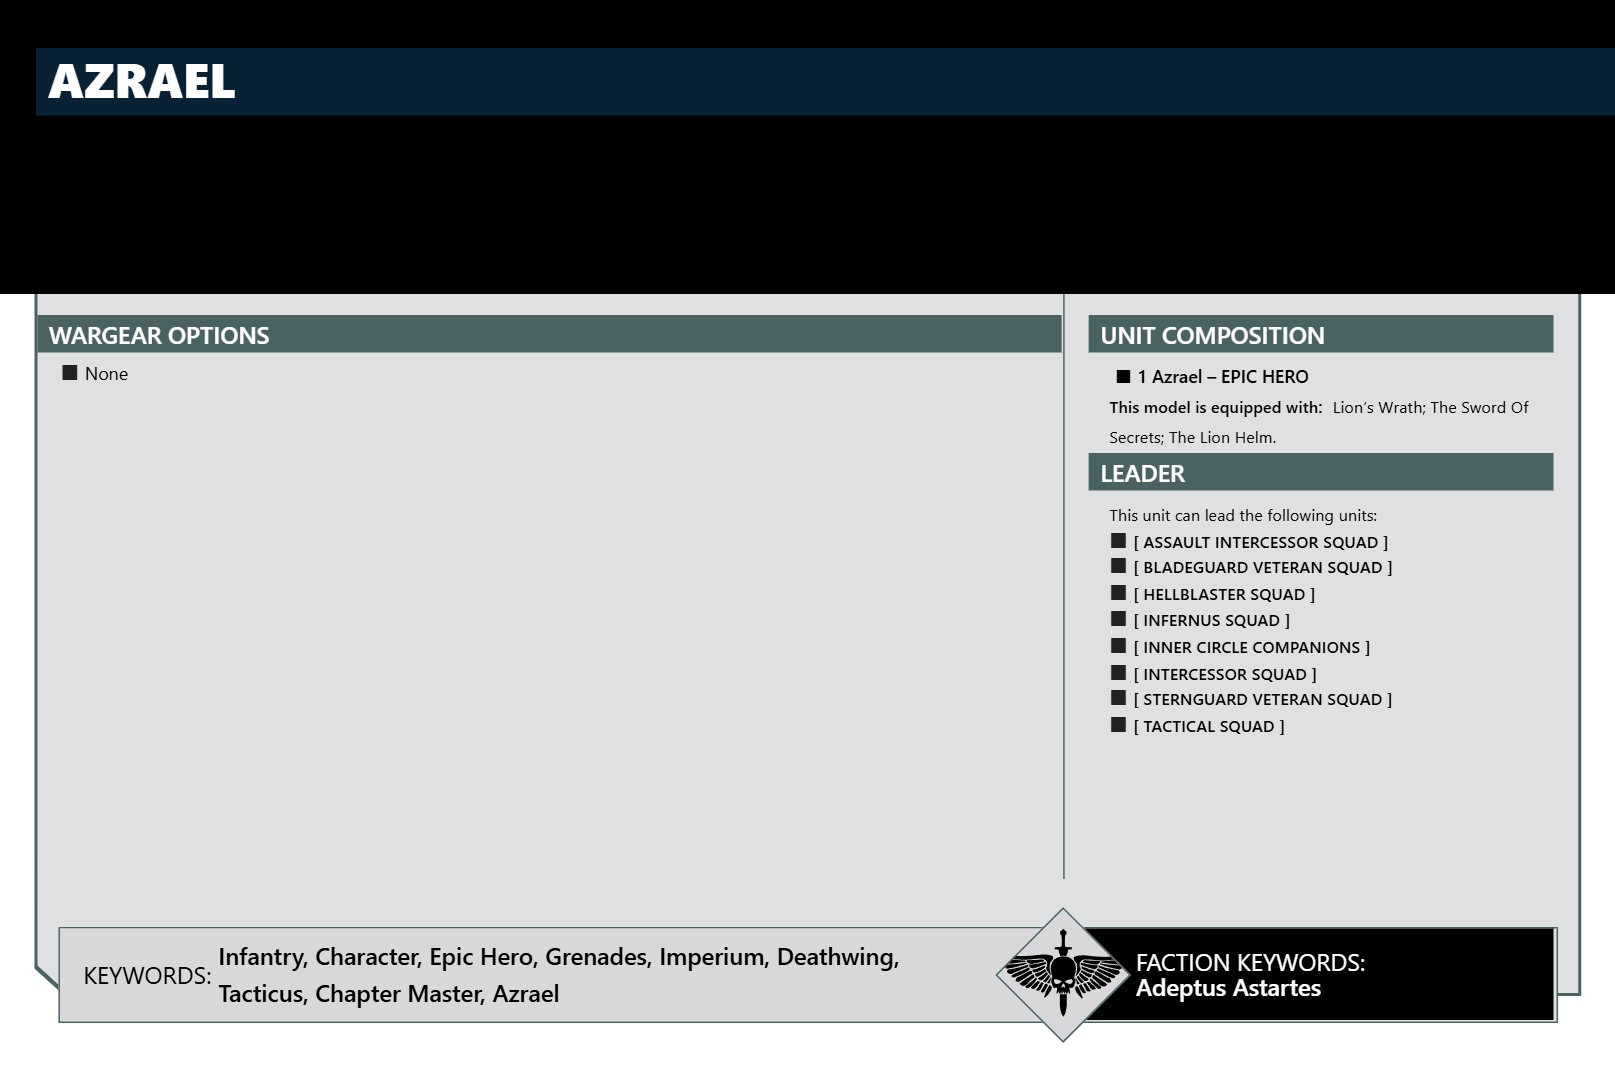 AZRAEL
WARGEAR OPTIONS
None
UNIT COMPOSITION
1 Azrael – EPIC HERO
This model is equipped with: Lion's Wrath; The Sword Of
Secrets; The Lion Helm.
LEADER
This unit can lead the following units:
[ ASSAULT INTERCESSOR SQUAD ]
[ BLADEGUARD VETERAN SQUAD ]
[ HELLBLASTER SQUAD ]
[ INFERNUS SQUAD ]
[ INNER CIRCLE COMPANIONS ]
[ INTERCESSOR SQUAD ]
[ STERNGUARD VETERAN SQUAD ]
[ TACTICAL SQUAD ]
KEYWORDS:
Infantry, Character, Epic Hero, Grenades, Imperium, Deathwing,
Tacticus, Chapter Master, Azrael
FACTION KEYWORDS:
Adeptus Astartes